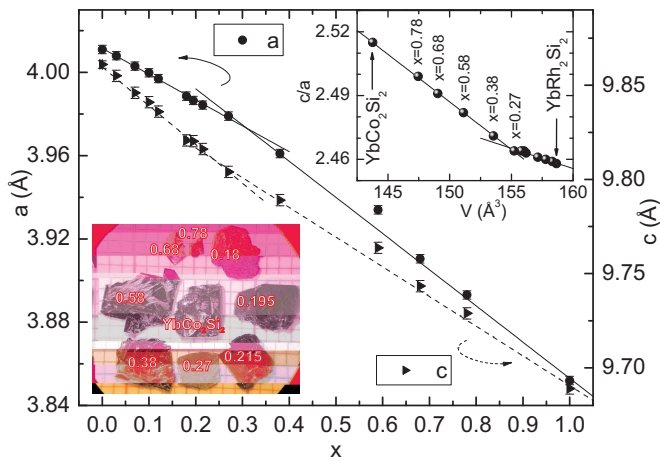 a
4.00
3.96
3.92
3.88
3.84
a (Å)
0.0 0.1 0.2 0.3 0.4 0.5 0.6 0.7 0.8 0.9 1.0
x
9.85
9.80
9.75
9.70
c (Å)
c
2.52
2.49
2.46
c/a
145 150 155 160
V (Å³)
YbCo₂Si₂
x=0.78
x=0.68
x=0.58
x=0.38
x=0.27
YbRh₂Si₂
0.78
0.68
0.18
0.58
YbCo₂Si₂
0.195
0.38
0.27
0.215